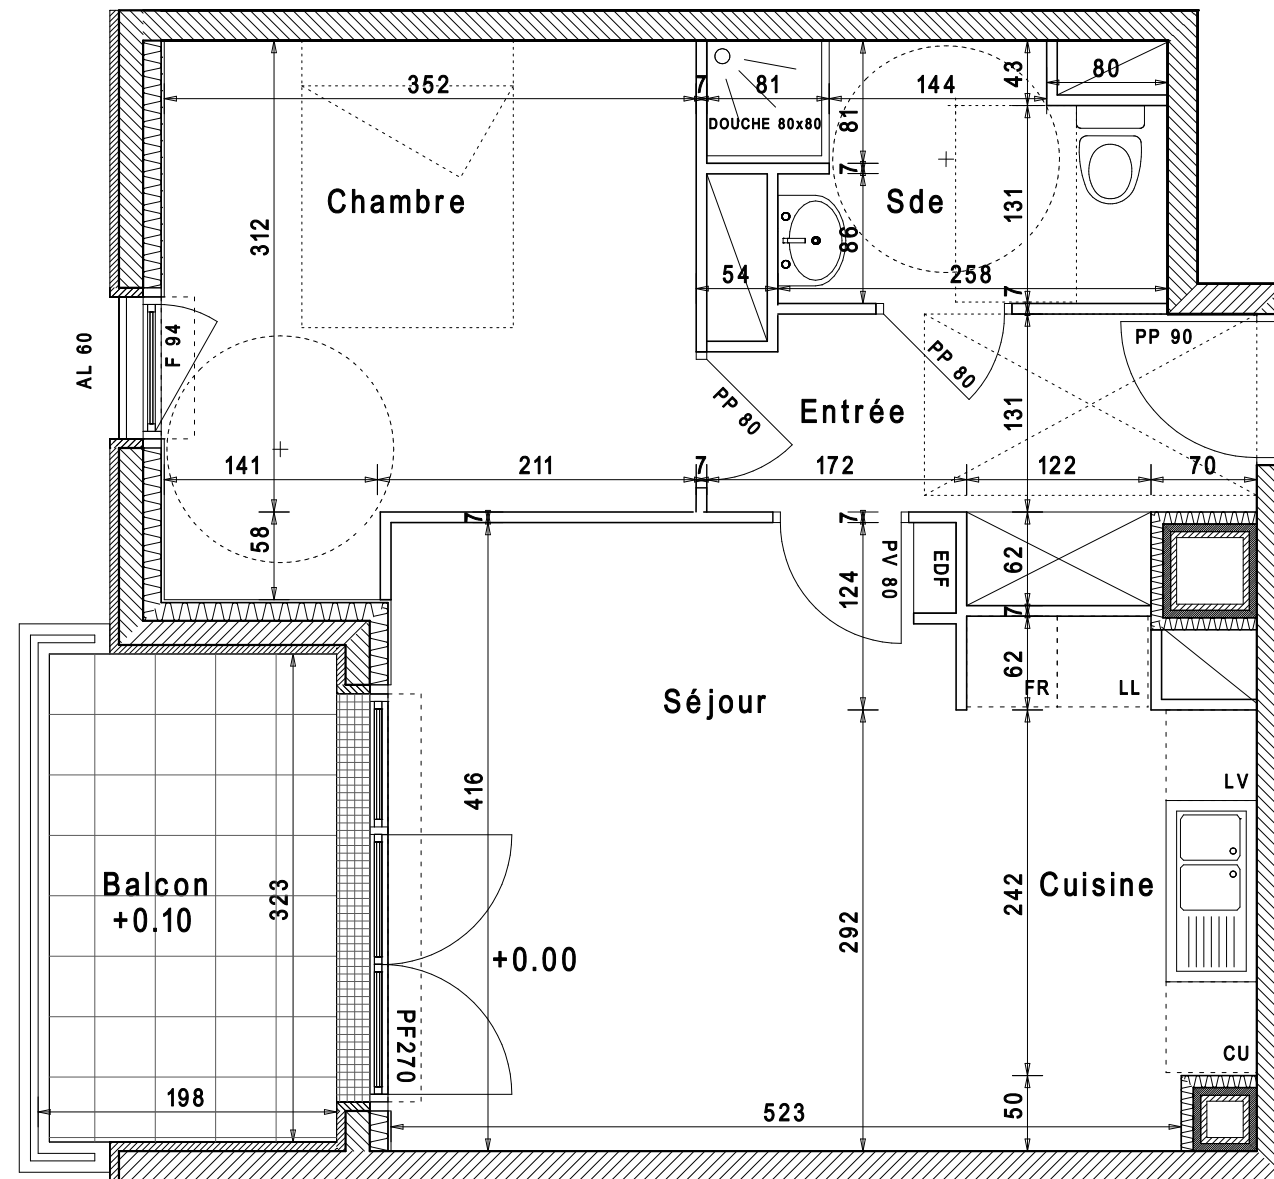 352
7
81
144
43
80
DOUCHE 80x80
81
7
Chambre
Sde
131
312
86
54
258
7
AL 60
F 94
PP 80
PP 90
PP 80
Entrée
131
141
211
7
172
122
70
58
7
7
PV 80
EDF
124
62
7
62
FR
LL
Séjour
416
LV
Balcon
+0.10
323
Cuisine
242
292
+0.00
PF270
CU
198
523
50